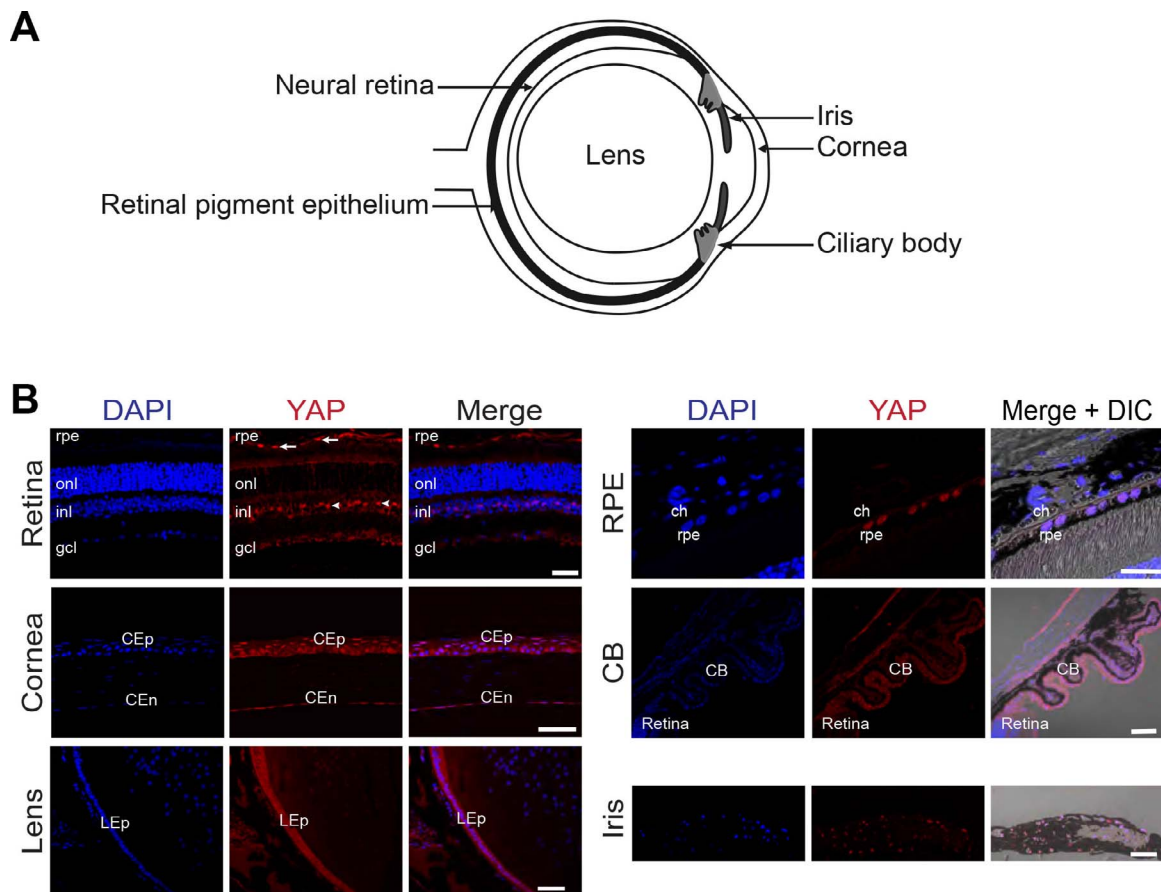 A
Neural retina
Lens
Iris
Cornea
Retinal pigment epithelium
Ciliary body
B
DAPI
YAP
Merge
DAPI
YAP
Merge + DIC
Retina
rpe
onl
inl
gcl
rpe
onl
inl
gcl
rpe
onl
inl
gcl
RPE
ch
rpe
ch
rpe
ch
rpe
Cornea
CEp
CEn
CEp
CEn
CEp
CEn
CB
CB
Retina
CB
Retina
CB
Retina
Lens
LEp
LEp
LEp
Iris